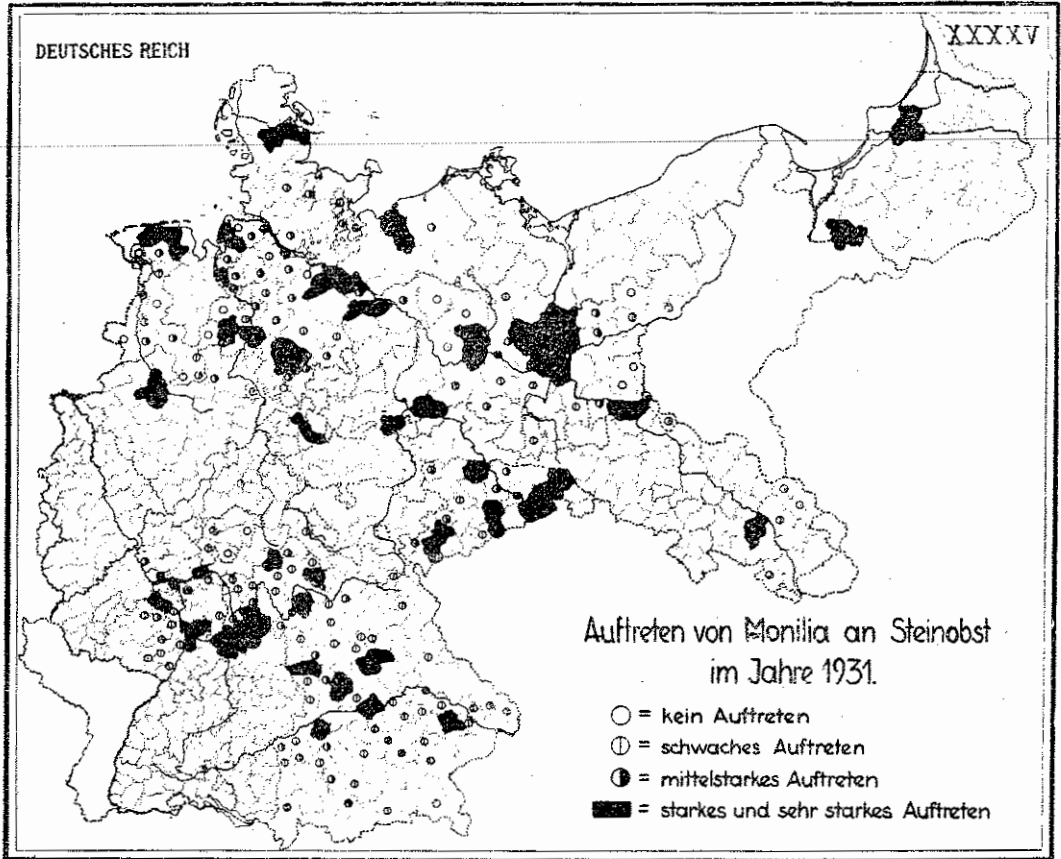 DEUTSCHES REICH
XXXXV
Auftreten von Monilia an Steinobst
im Jahre 1931.
= kein Auftreten
= schwaches Auftreten
= mittelstarkes Auftreten
= starkes und sehr starkes Auftreten